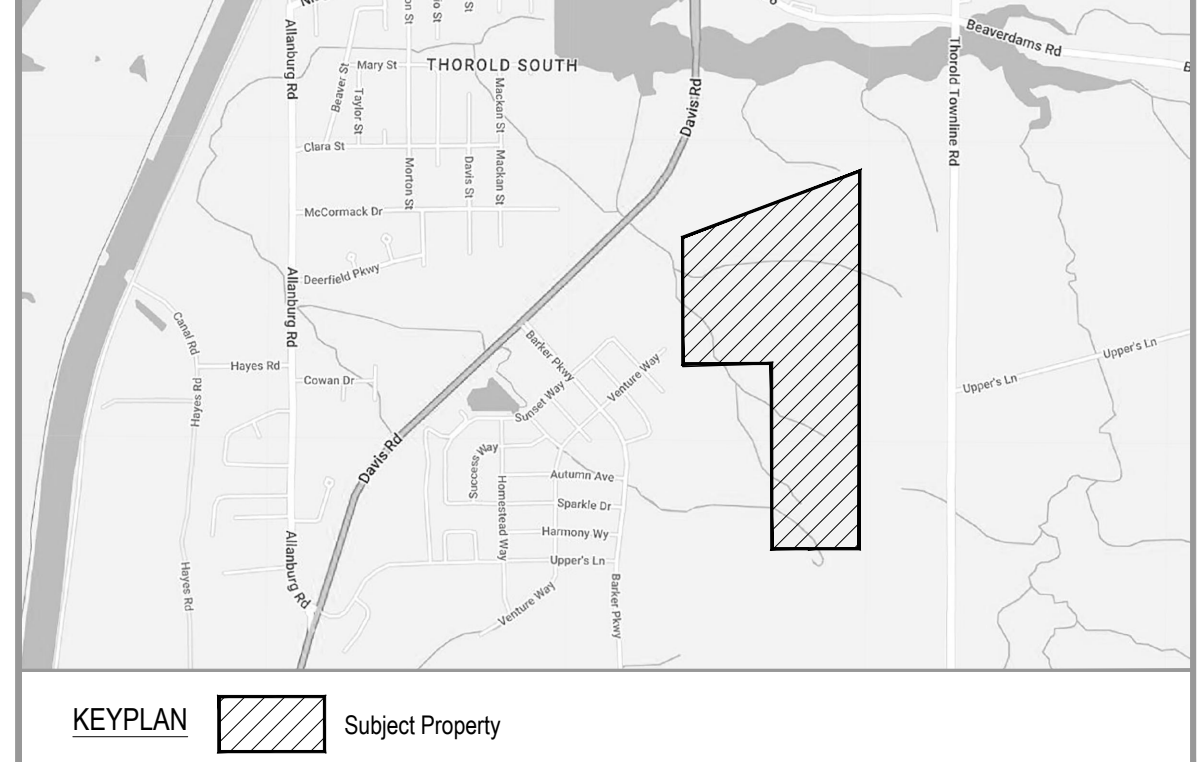 Allanburg Rd
Mary St
THOROLD SOUTH
Beaverdams Rd
Beaver St
Taylor St
Mackan St
Davis Rd
Thorold Townline Rd
Clara St
Morton St
Davis St
Mackan St
McCormack Dr
Deerfield Pkwy
Allanburg Rd
Canal Rd
Hayes Rd
Cowan Dr
Barker Pkwy
Venture Way
Sunset Way
Upper's Ln
Upper's Ln
Hayes Rd
Davis Rd
Success Way
Homestead Way
Autumn Ave
Sparkle Dr
Harmony Wy
Upper's Ln
Allanburg Rd
Hayes Rd
Venture Way
Barker Pkwy
KEYPLAN
Subject Property